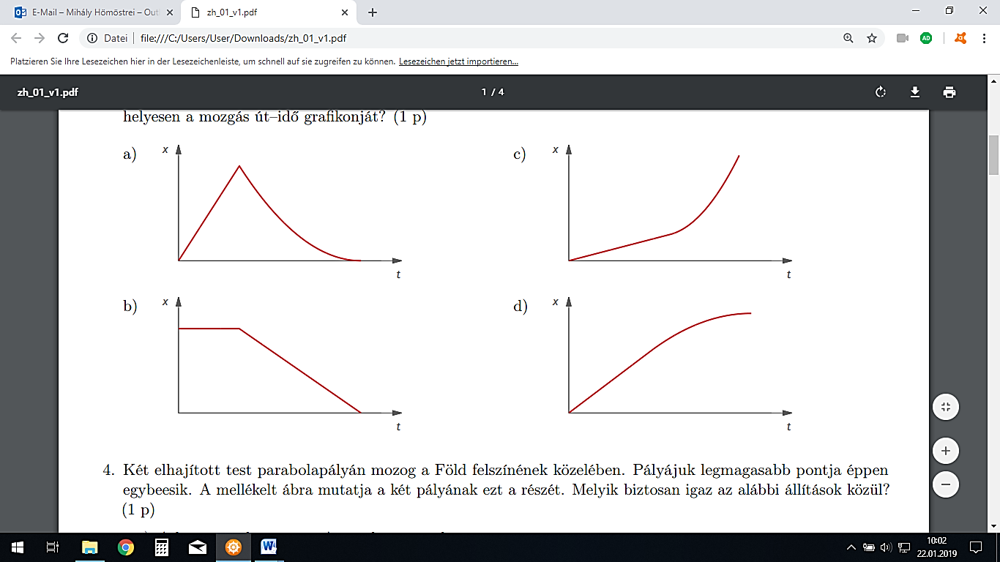 E-Mail – Mihály Hömöstrei – Outl
zh_01_v1.pdf
Datei
file:///C:/Users/User/Downloads/zh_01_v1.pdf
AD
Platzieren Sie Ihre Lesezeichen hier in der Lesezeichenleiste, um schnell auf sie zugreifen zu können. Lesezeichen jetzt importieren...
zh_01_v1.pdf
1 / 4
helyesen a mozgás út–idő grafikonját? (1 p)
a)
x
t
c)
x
t
b)
x
t
d)
x
t
4. Két elhajított test parabolapályán mozog a Föld felszínének közelében. Pályájuk legmagasabb pontja éppen
egybeesik. A mellékelt ábra mutatja a két pályának ezt a részét. Melyik biztosan igaz az alábbi állítások közül?
(1 p)
10:02
22.01.2019